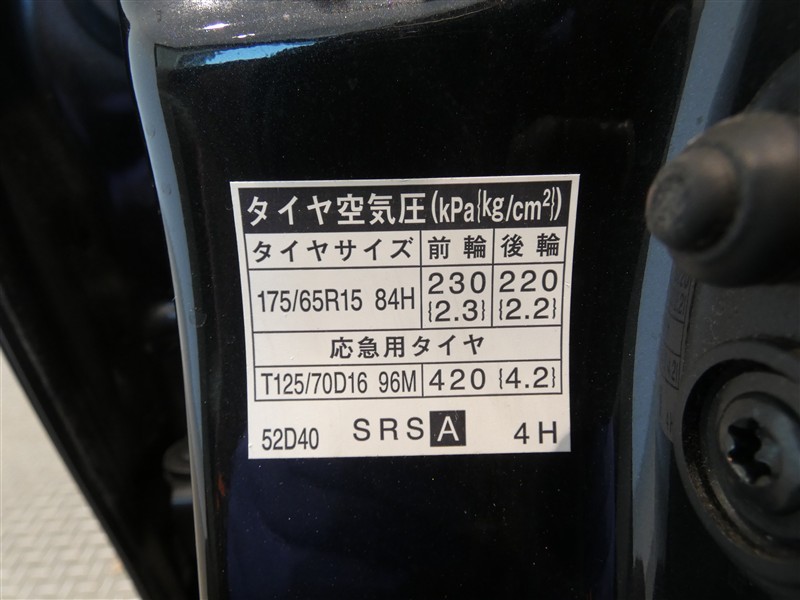 タイヤ空気圧(kPa{kg/cm²})
タイヤサイズ 前輪 後輪
175/65R15 84H 230 {2.3} 220 {2.2}
応急用タイヤ
T125/70D16 96M 420 {4.2}
52D40 SRS A 4H